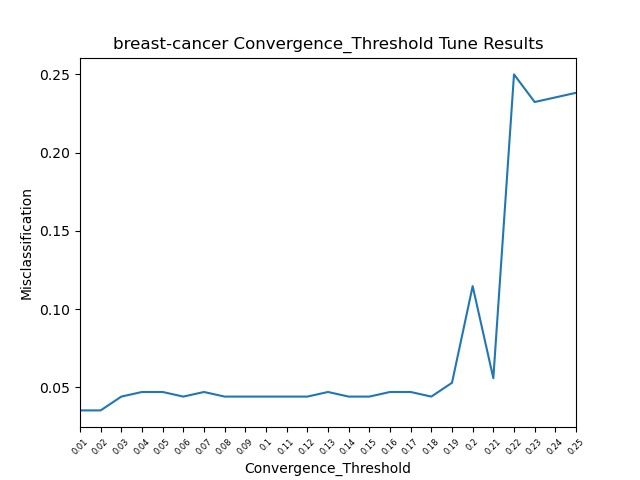 breast-cancer Convergence_Threshold Tune Results
0.25
0.20
0.15
0.10
0.05
Misclassification
0.01 0.02 0.03 0.04 0.05 0.06 0.07 0.08 0.09 0.1 0.11 0.12 0.13 0.14 0.15 0.16 0.17 0.18 0.19 0.2 0.21 0.22 0.23 0.24 0.25
Convergence_Threshold